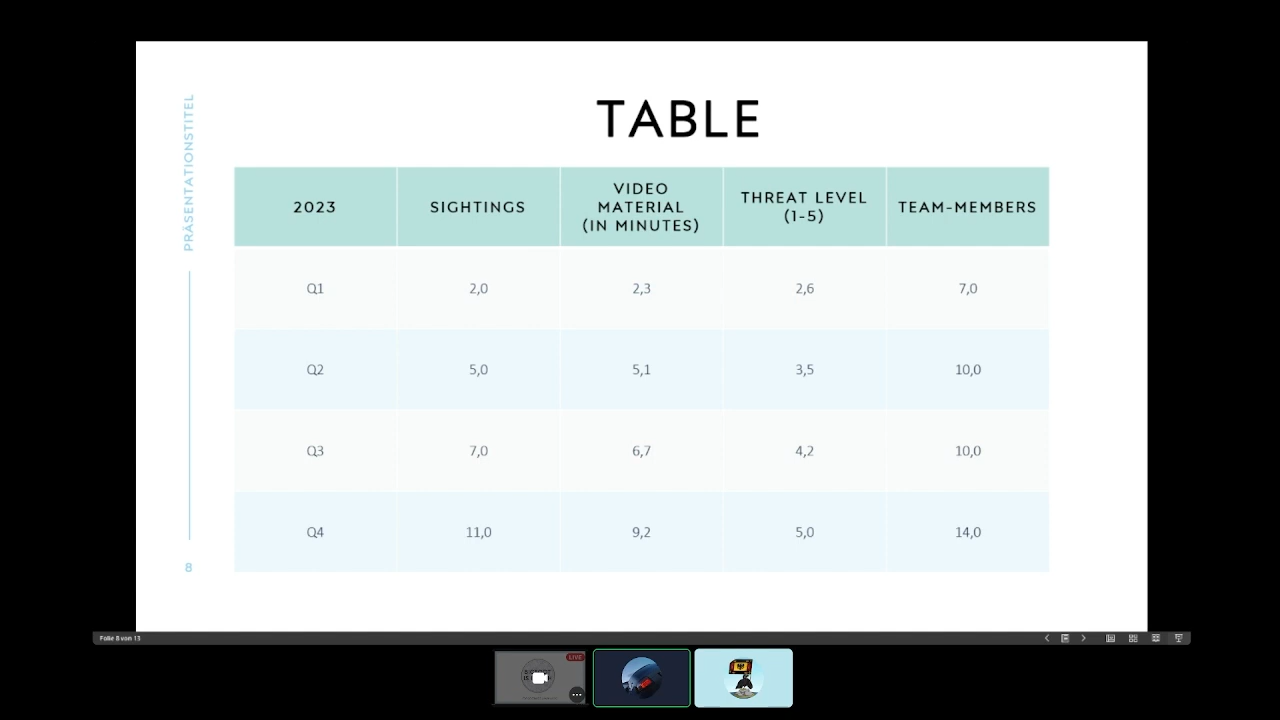 TABLE
PRÄSENTATIONSTITEL
2023 SIGHTINGS VIDEO MATERIAL (IN MINUTES) THREAT LEVEL (1-5) TEAM-MEMBERS
Q1 2,0 2,3 2,6 7,0
Q2 5,0 5,1 3,5 10,0
Q3 7,0 6,7 4,2 10,0
Q4 11,0 9,2 5,0 14,0
8
Folie 8 von 13
LIVE